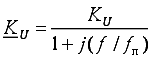 K_U = K_U / (1 + j(f / f_п))